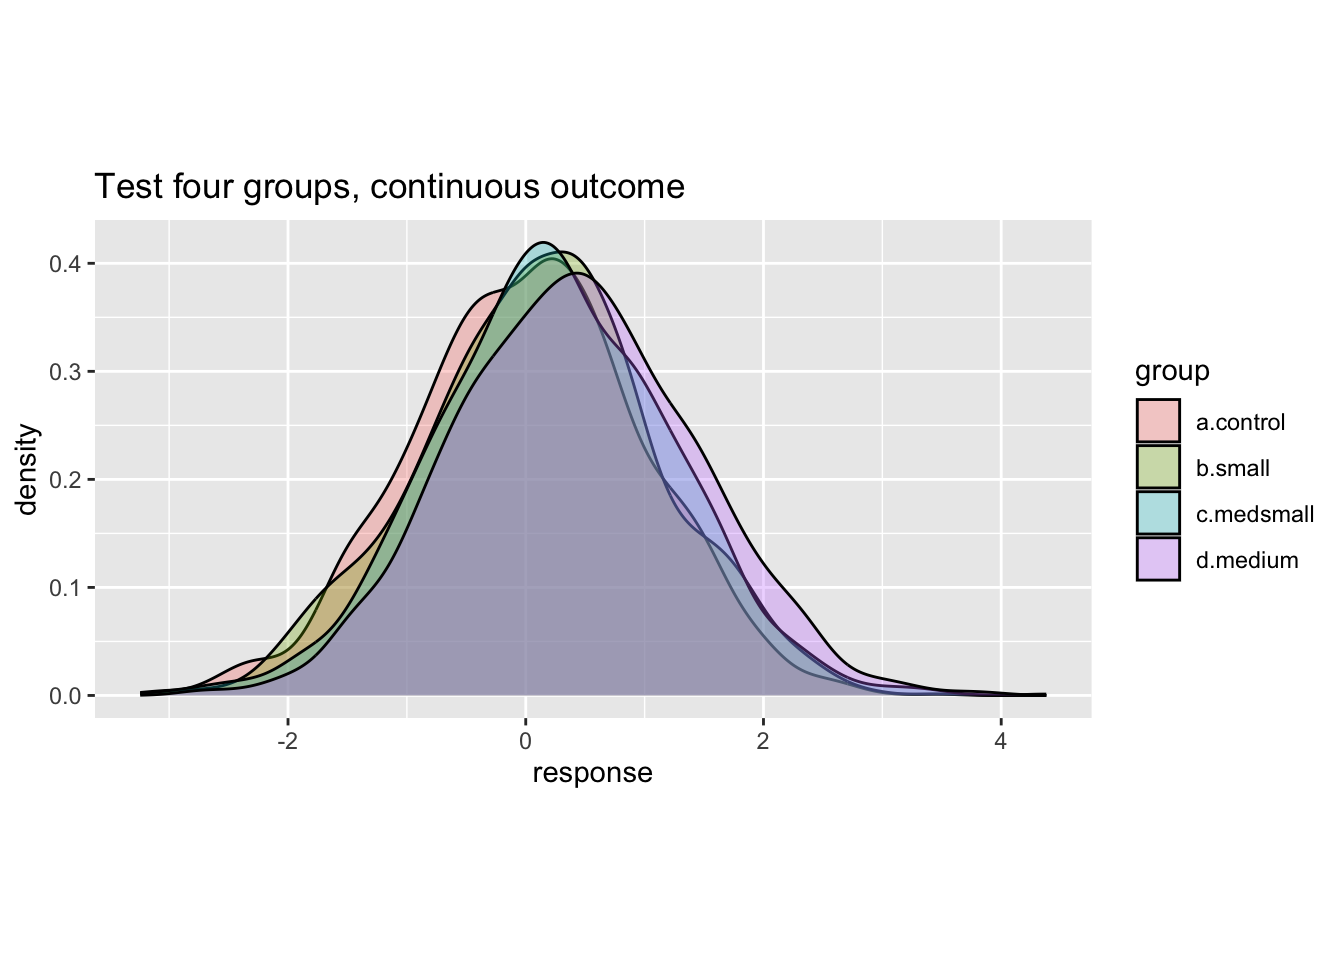 Test four groups, continuous outcome
0.4
0.3
0.2
0.1
0.0
density
-2 0 2 4
response
group
a.control
b.small
c.medsmall
d.medium